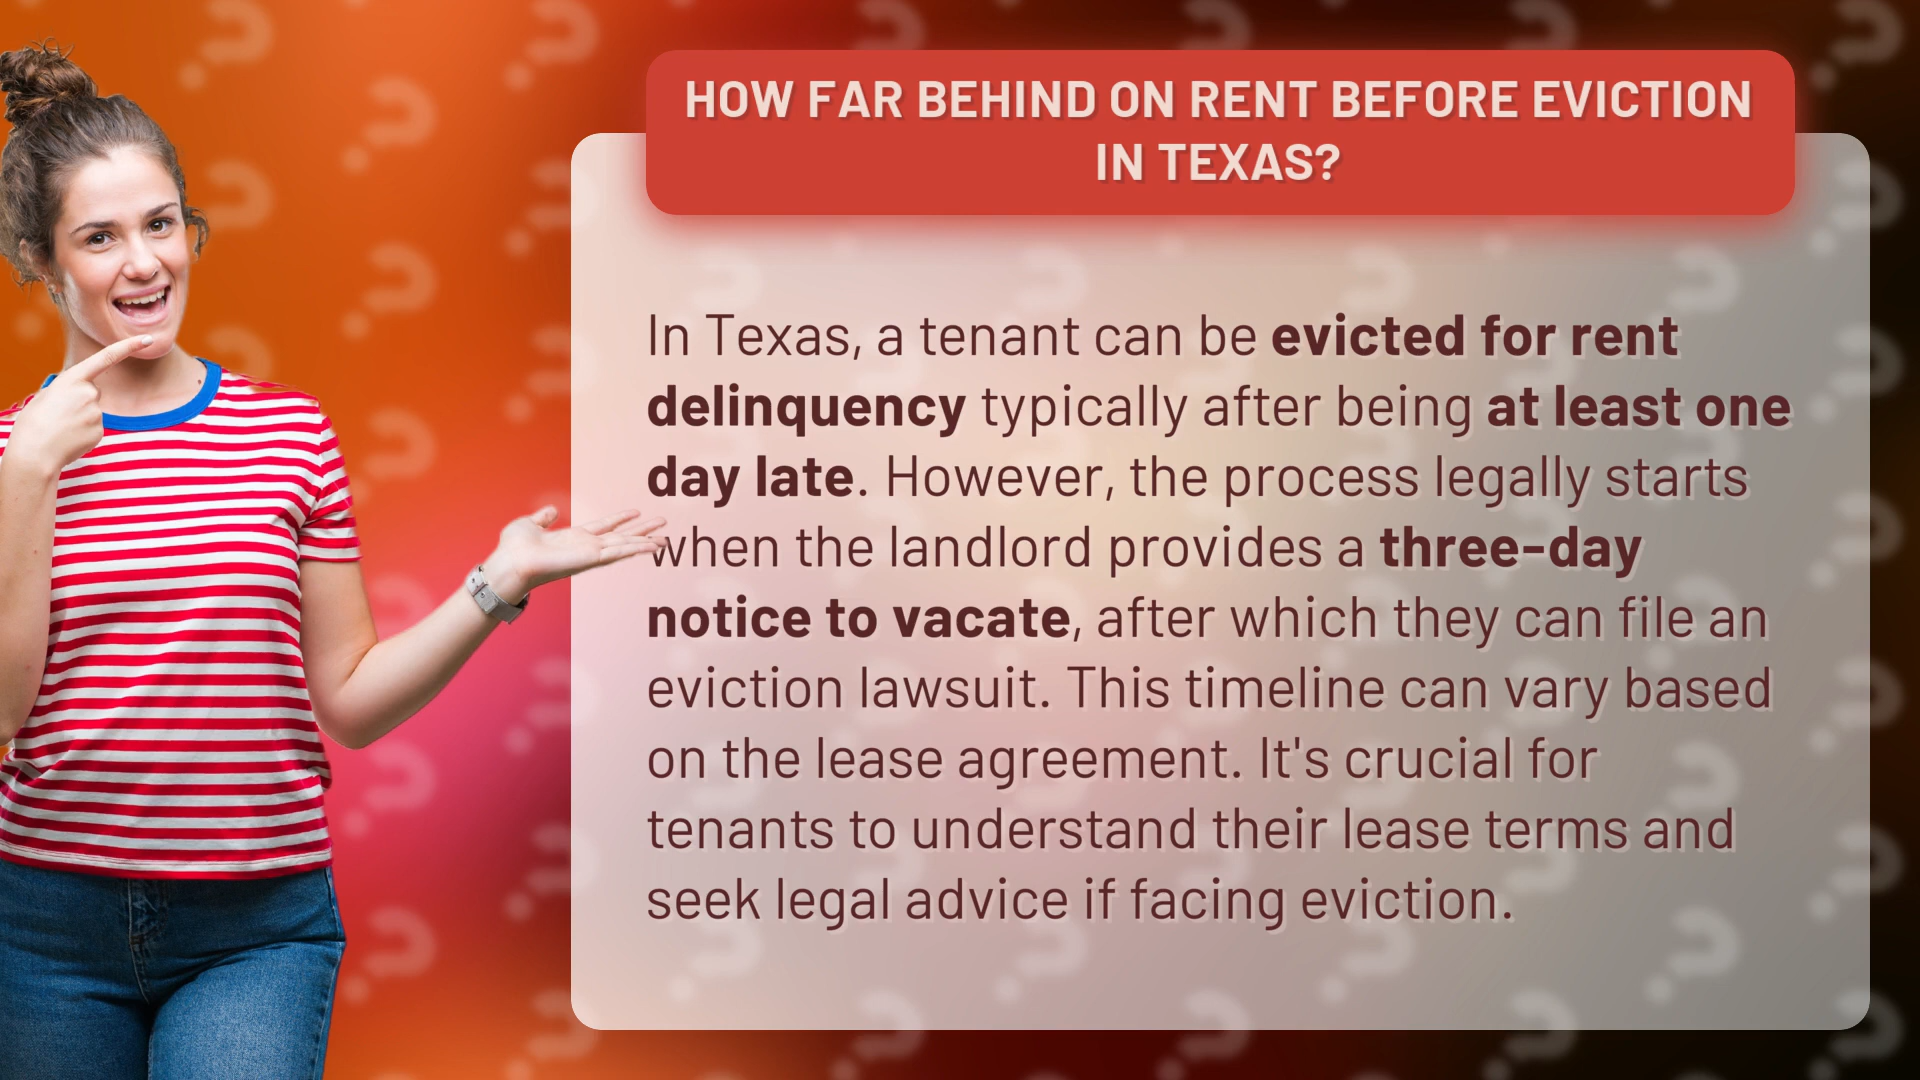 HOW FAR BEHIND ON RENT BEFORE EVICTION
IN TEXAS?
In Texas, a tenant can be evicted for rent
delinquency typically after being at least one
day late. However, the process legally starts
when the landlord provides a three-day
notice to vacate, after which they can file an
eviction lawsuit. This timeline can vary based
on the lease agreement. It's crucial for
tenants to understand their lease terms and
seek legal advice if facing eviction.